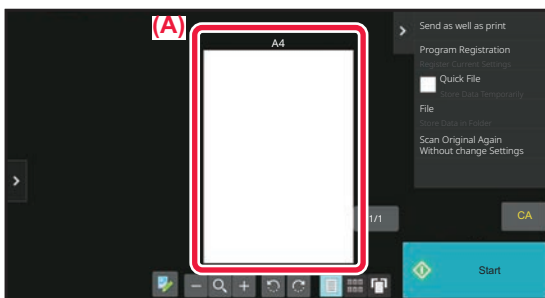 (A)
A4
Send as well as print
Program Registration
Register Current Settings
Quick File
Store Data Temporarily
File
Store Data in Folder
Scan Original Again
Without change Settings
1/1
CA
Start